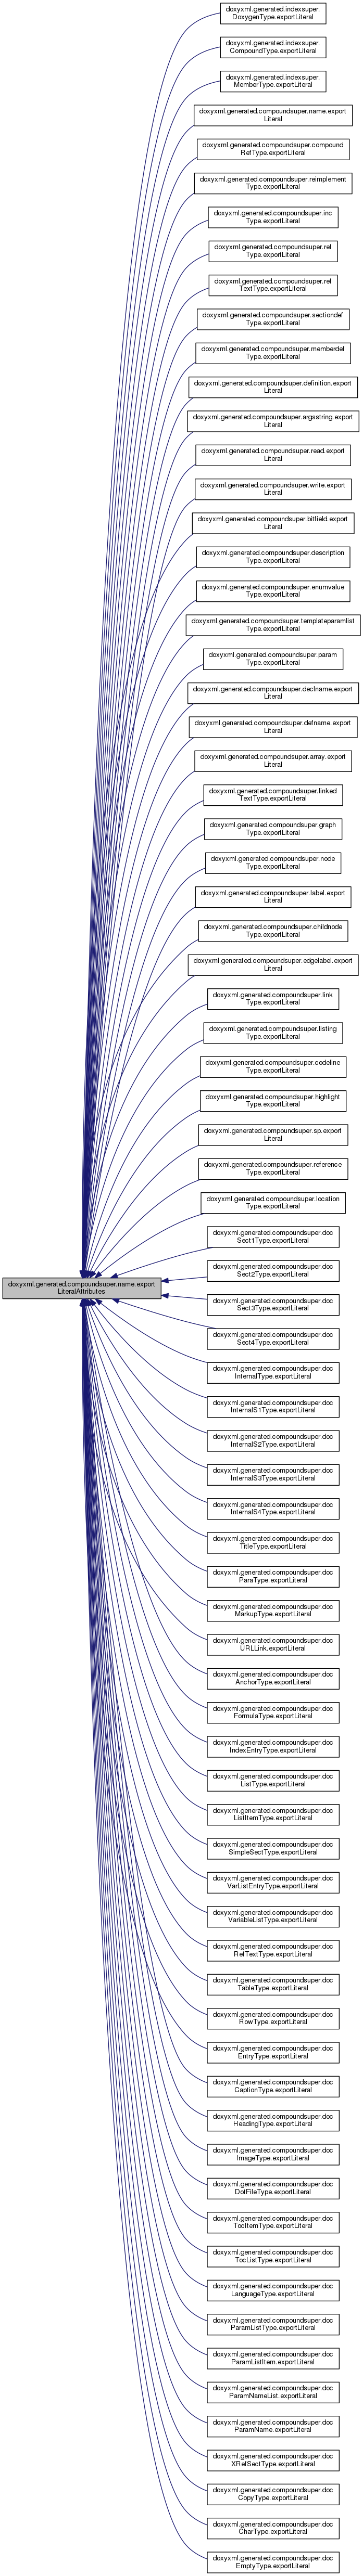 doxyxml.generated.indexsuper.
DoxygenType.exportLiteral
doxyxml.generated.indexsuper.
CompoundType.exportLiteral
doxyxml.generated.indexsuper.
MemberType.exportLiteral
doxyxml.generated.compoundsuper.name.export
Literal
doxyxml.generated.compoundsuper.compound
RefType.exportLiteral
doxyxml.generated.compoundsuper.reimplement
Type.exportLiteral
doxyxml.generated.compoundsuper.inc
Type.exportLiteral
doxyxml.generated.compoundsuper.ref
Type.exportLiteral
doxyxml.generated.compoundsuper.ref
TextType.exportLiteral
doxyxml.generated.compoundsuper.sectiondef
Type.exportLiteral
doxyxml.generated.compoundsuper.memberdef
Type.exportLiteral
doxyxml.generated.compoundsuper.definition.export
Literal
doxyxml.generated.compoundsuper.argsstring.export
Literal
doxyxml.generated.compoundsuper.read.export
Literal
doxyxml.generated.compoundsuper.write.export
Literal
doxyxml.generated.compoundsuper.bitfield.export
Literal
doxyxml.generated.compoundsuper.description
Type.exportLiteral
doxyxml.generated.compoundsuper.enumvalue
Type.exportLiteral
doxyxml.generated.compoundsuper.templateparamlist
Type.exportLiteral
doxyxml.generated.compoundsuper.param
Type.exportLiteral
doxyxml.generated.compoundsuper.declname.export
Literal
doxyxml.generated.compoundsuper.defname.export
Literal
doxyxml.generated.compoundsuper.array.export
Literal
doxyxml.generated.compoundsuper.linked
TextType.exportLiteral
doxyxml.generated.compoundsuper.graph
Type.exportLiteral
doxyxml.generated.compoundsuper.node
Type.exportLiteral
doxyxml.generated.compoundsuper.label.export
Literal
doxyxml.generated.compoundsuper.childnode
Type.exportLiteral
doxyxml.generated.compoundsuper.edgelabel.export
Literal
doxyxml.generated.compoundsuper.link
Type.exportLiteral
doxyxml.generated.compoundsuper.listing
Type.exportLiteral
doxyxml.generated.compoundsuper.codeline
Type.exportLiteral
doxyxml.generated.compoundsuper.highlight
Type.exportLiteral
doxyxml.generated.compoundsuper.sp.export
Literal
doxyxml.generated.compoundsuper.reference
Type.exportLiteral
doxyxml.generated.compoundsuper.location
Type.exportLiteral
doxyxml.generated.compoundsuper.doc
Sect1Type.exportLiteral
doxyxml.generated.compoundsuper.doc
Sect2Type.exportLiteral
doxyxml.generated.compoundsuper.name.export
LiteralAttributes
doxyxml.generated.compoundsuper.doc
Sect3Type.exportLiteral
doxyxml.generated.compoundsuper.doc
Sect4Type.exportLiteral
doxyxml.generated.compoundsuper.doc
InternalType.exportLiteral
doxyxml.generated.compoundsuper.doc
InternalS1Type.exportLiteral
doxyxml.generated.compoundsuper.doc
InternalS2Type.exportLiteral
doxyxml.generated.compoundsuper.doc
InternalS3Type.exportLiteral
doxyxml.generated.compoundsuper.doc
InternalS4Type.exportLiteral
doxyxml.generated.compoundsuper.doc
TitleType.exportLiteral
doxyxml.generated.compoundsuper.doc
ParaType.exportLiteral
doxyxml.generated.compoundsuper.doc
MarkupType.exportLiteral
doxyxml.generated.compoundsuper.doc
URLLink.exportLiteral
doxyxml.generated.compoundsuper.doc
AnchorType.exportLiteral
doxyxml.generated.compoundsuper.doc
FormulaType.exportLiteral
doxyxml.generated.compoundsuper.doc
IndexEntryType.exportLiteral
doxyxml.generated.compoundsuper.doc
ListType.exportLiteral
doxyxml.generated.compoundsuper.doc
ListItemType.exportLiteral
doxyxml.generated.compoundsuper.doc
SimpleSectType.exportLiteral
doxyxml.generated.compoundsuper.doc
VarListEntryType.exportLiteral
doxyxml.generated.compoundsuper.doc
VariableListType.exportLiteral
doxyxml.generated.compoundsuper.doc
RefTextType.exportLiteral
doxyxml.generated.compoundsuper.doc
TableType.exportLiteral
doxyxml.generated.compoundsuper.doc
RowType.exportLiteral
doxyxml.generated.compoundsuper.doc
EntryType.exportLiteral
doxyxml.generated.compoundsuper.doc
CaptionType.exportLiteral
doxyxml.generated.compoundsuper.doc
HeadingType.exportLiteral
doxyxml.generated.compoundsuper.doc
ImageType.exportLiteral
doxyxml.generated.compoundsuper.doc
DotFileType.exportLiteral
doxyxml.generated.compoundsuper.doc
TocItemType.exportLiteral
doxyxml.generated.compoundsuper.doc
TocListType.exportLiteral
doxyxml.generated.compoundsuper.doc
LanguageType.exportLiteral
doxyxml.generated.compoundsuper.doc
ParamListType.exportLiteral
doxyxml.generated.compoundsuper.doc
ParamListItem.exportLiteral
doxyxml.generated.compoundsuper.doc
ParamNameList.exportLiteral
doxyxml.generated.compoundsuper.doc
ParamName.exportLiteral
doxyxml.generated.compoundsuper.doc
XRefSectType.exportLiteral
doxyxml.generated.compoundsuper.doc
CopyType.exportLiteral
doxyxml.generated.compoundsuper.doc
CharType.exportLiteral
doxyxml.generated.compoundsuper.doc
EmptyType.exportLiteral